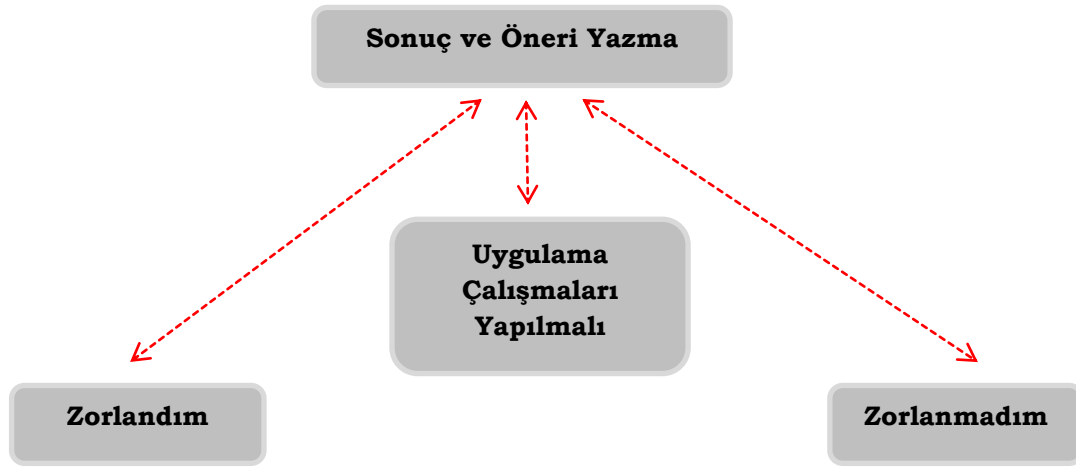 Sonuç ve Öneri Yazma
Uygulama
Çalışmaları
Yapılmalı
Zorlandım
Zorlanmadım